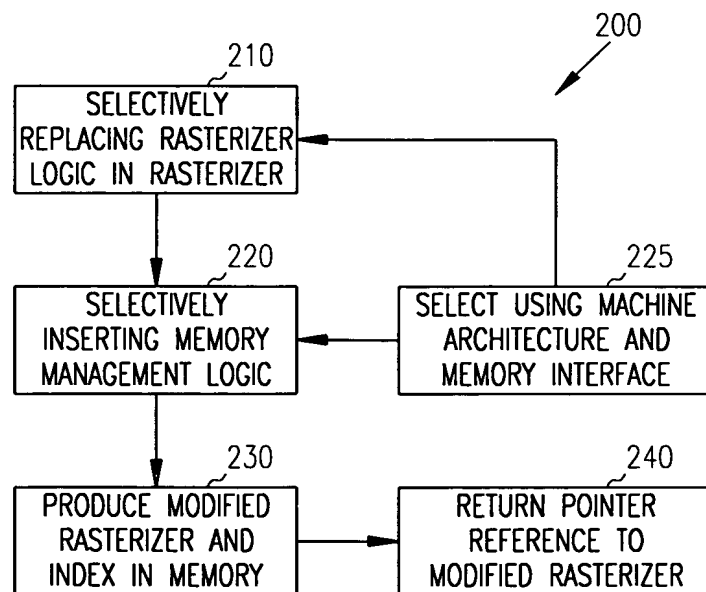 200
210
SELECTIVELY
REPLACING RASTERIZER
LOGIC IN RASTERIZER
220
SELECTIVELY
INSERTING MEMORY
MANAGEMENT LOGIC
225
SELECT USING MACHINE
ARCHITECTURE AND
MEMORY INTERFACE
230
PRODUCE MODIFIED
RASTERIZER AND
INDEX IN MEMORY
240
RETURN POINTER
REFERENCE TO
MODIFIED RASTERIZER